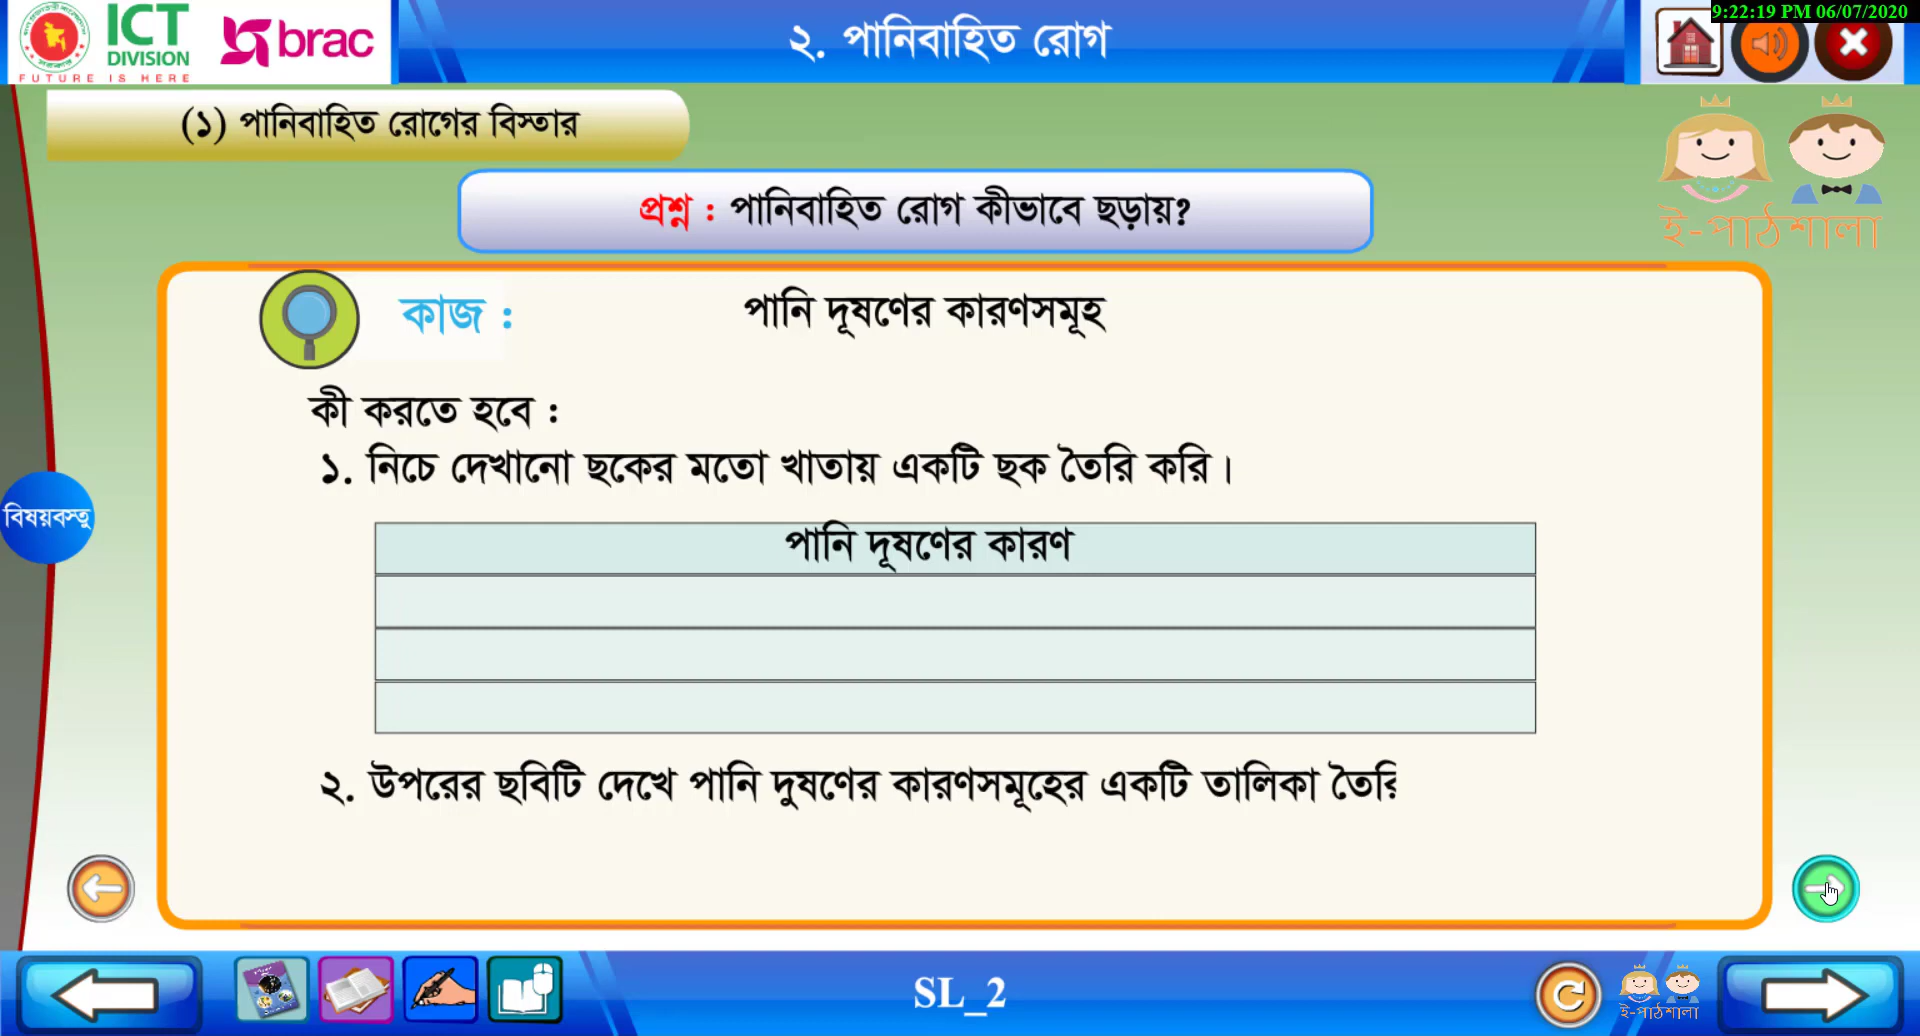 9:22:19 PM 06/07/2020
ICT
DIVISION
FUTURE IS HERE
brac
২. পানিবাহিত রোগ
(১) পানিবাহিত রোগের বিস্তার
প্রশ্ন : পানিবাহিত রোগ কীভাবে ছড়ায়?
ই-পাঠশালা
কাজ :
পানি দূষণের কারণসমূহ
কী করতে হবে :
১. নিচে দেখানো ছকের মতো খাতায় একটি ছক তৈরি করি।
বিষয়বস্তু
পানি দূষণের কারণ
২. উপরের ছবিটি দেখে পানি দুষণের কারণসমূহের একটি তালিকা তৈরি
SL_2
ই-পাঠশালা